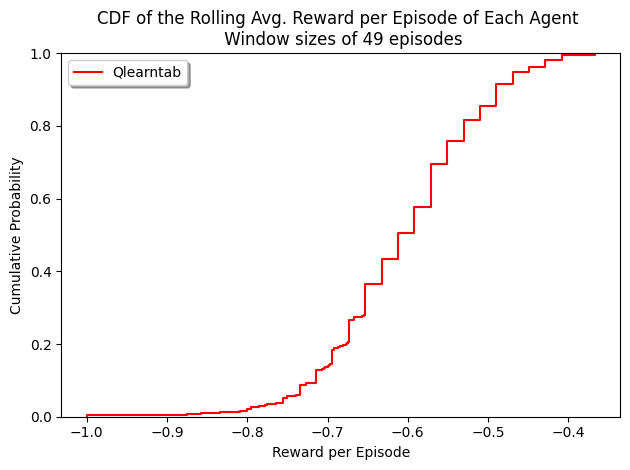 CDF of the Rolling Avg. Reward per Episode of Each Agent
Window sizes of 49 episodes
1.0
Qlearntab
0.8
0.6
0.4
0.2
0.0
Cumulative Probability
−1.0 −0.9 −0.8 −0.7 −0.6 −0.5 −0.4
Reward per Episode